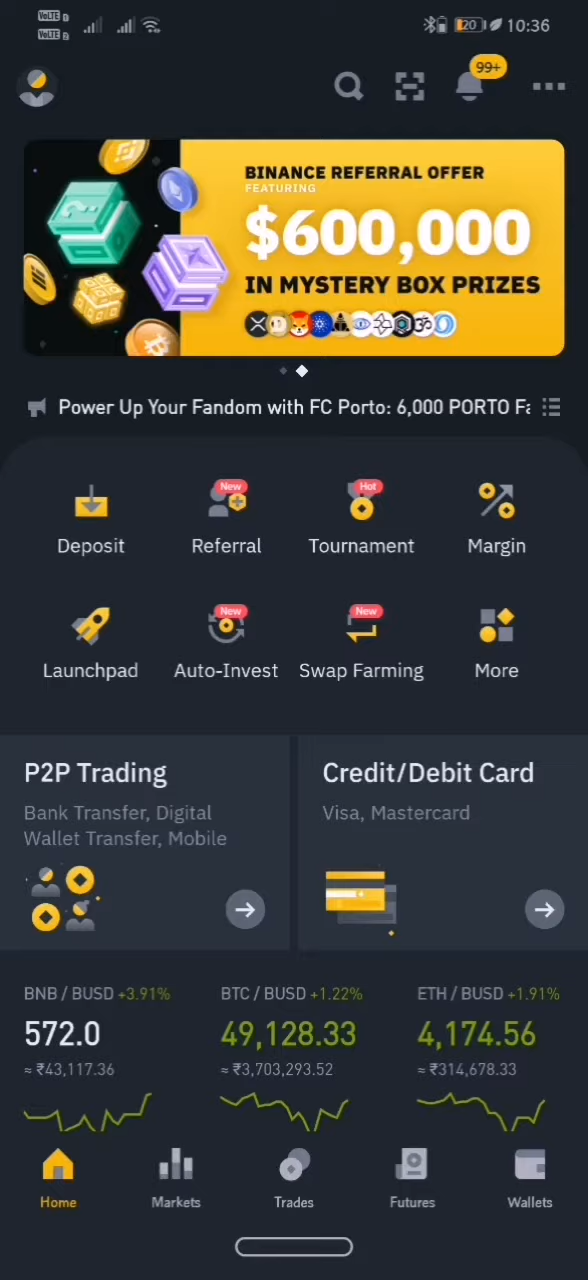 VoLTE
VoLTE
20
10:36
99+
BINANCE REFERRAL OFFER
FEATURING
$600,000
IN MYSTERY BOX PRIZES
Power Up Your Fandom with FC Porto: 6,000 PORTO Fa
New
Hot
Deposit
Referral
Tournament
Margin
New
New
Launchpad
Auto-Invest
Swap Farming
More
P2P Trading
Bank Transfer, Digital
Wallet Transfer, Mobile
Credit/Debit Card
Visa, Mastercard
BNB / BUSD +3.91%
572.0
≈ ₹43,117.36
BTC / BUSD +1.22%
49,128.33
≈ ₹3,703,293.52
ETH / BUSD +1.91%
4,174.56
≈ ₹314,678.33
Home
Markets
Trades
Futures
Wallets